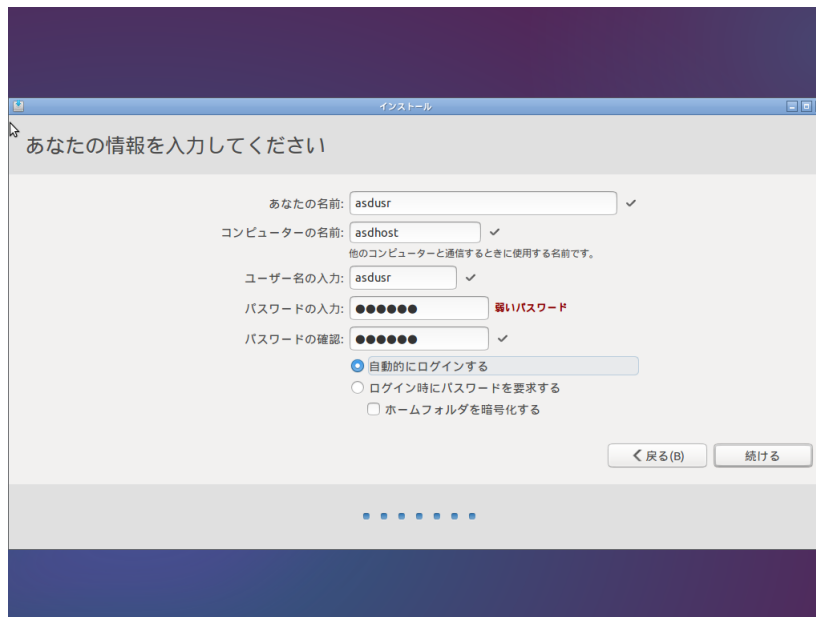 インストール
あなたの情報を入力してください
あなたの名前: asdusr
コンピューターの名前: asdhost
他のコンピューターと通信するときに使用する名前です。
ユーザー名の入力: asdusr
パスワードの入力: ●●●●●● 弱いパスワード
パスワードの確認: ●●●●●●
自動的にログインする
ログイン時にパスワードを要求する
ホームフォルダを暗号化する
戻る(B) 続ける